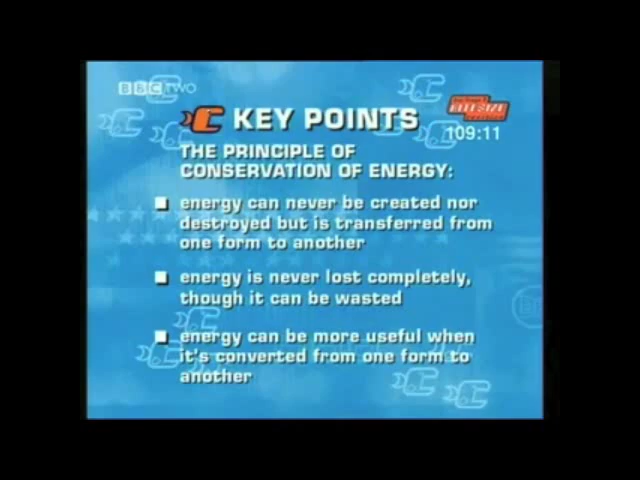 BBC TWO
KEY POINTS
BITESIZE
109:11
THE PRINCIPLE OF
CONSERVATION OF ENERGY:
energy can never be created nor
destroyed but is transferred from
one form to another
energy is never lost completely,
though it can be wasted
energy can be more useful when
it's converted from one form to
another